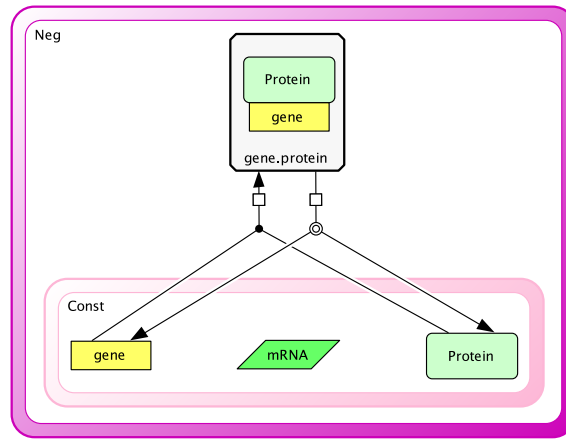 Neg
Protein
gene
gene.protein
Const
gene
mRNA
Protein